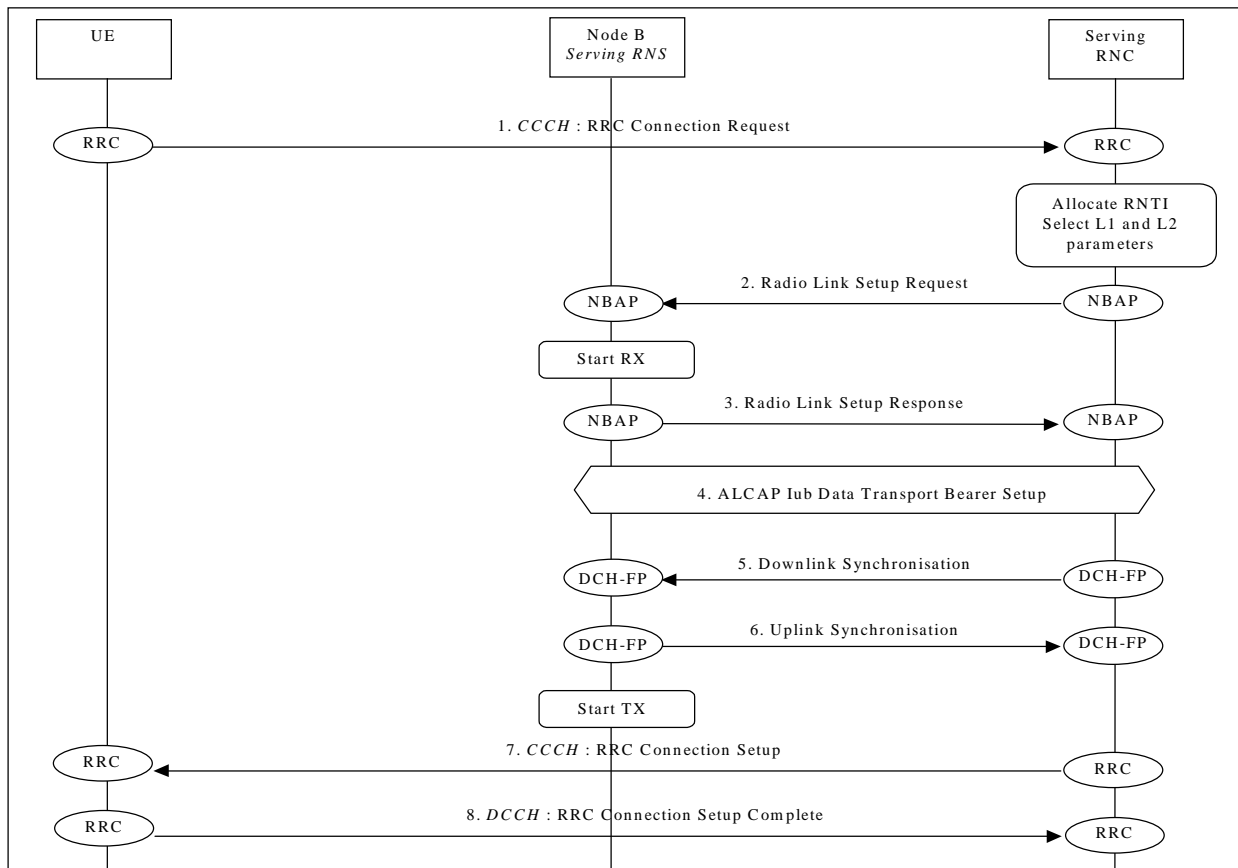 UE
Node B
Serving RNS
Serving
RNC
1. CCCH : RRC Connection Request
RRC
RRC
Allocate RNTI
Select L1 and L2
parameters
2. Radio Link Setup Request
NBAP
NBAP
Start RX
3. Radio Link Setup Response
NBAP
NBAP
4. ALCAP Iub Data Transport Bearer Setup
5. Downlink Synchronisation
DCH-FP
DCH-FP
6. Uplink Synchronisation
DCH-FP
DCH-FP
Start TX
7. CCCH : RRC Connection Setup
RRC
RRC
8. DCCH : RRC Connection Setup Complete
RRC
RRC